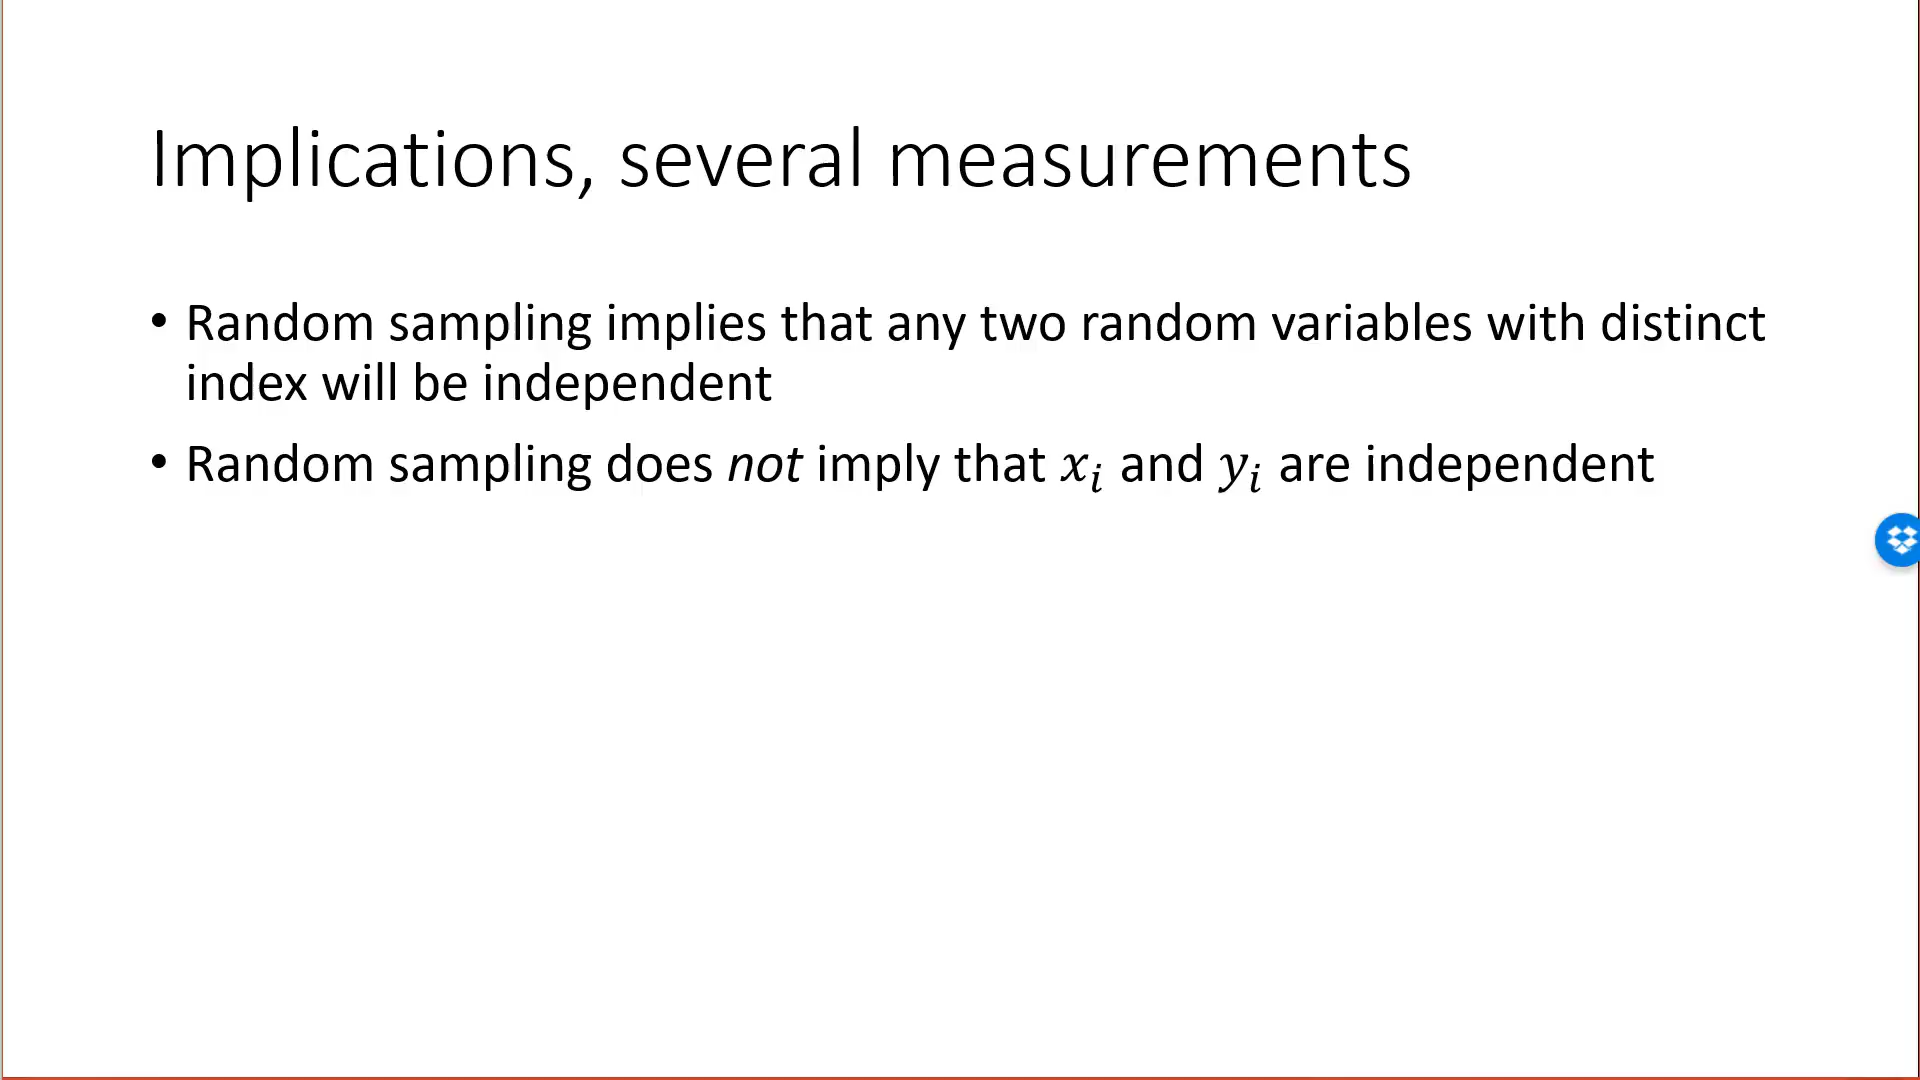 Implications, several measurements
• Random sampling implies that any two random variables with distinct
index will be independent
• Random sampling does not imply that xᵢ and yᵢ are independent